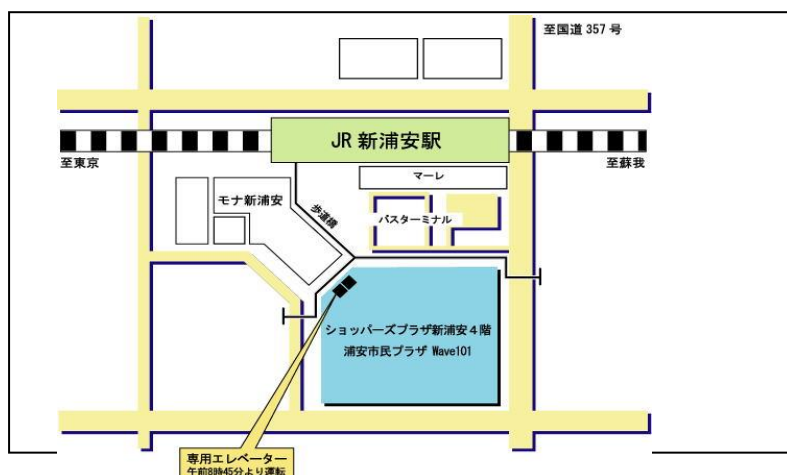 至国道 357 号
JR 新浦安駅
至東京
至蘇我
マーレ
モナ新浦安
歩道橋
バスターミナル
ショッパーズプラザ新浦安４階
浦安市民プラザ Wave101
専用エレベーター
午前8時45分より運転